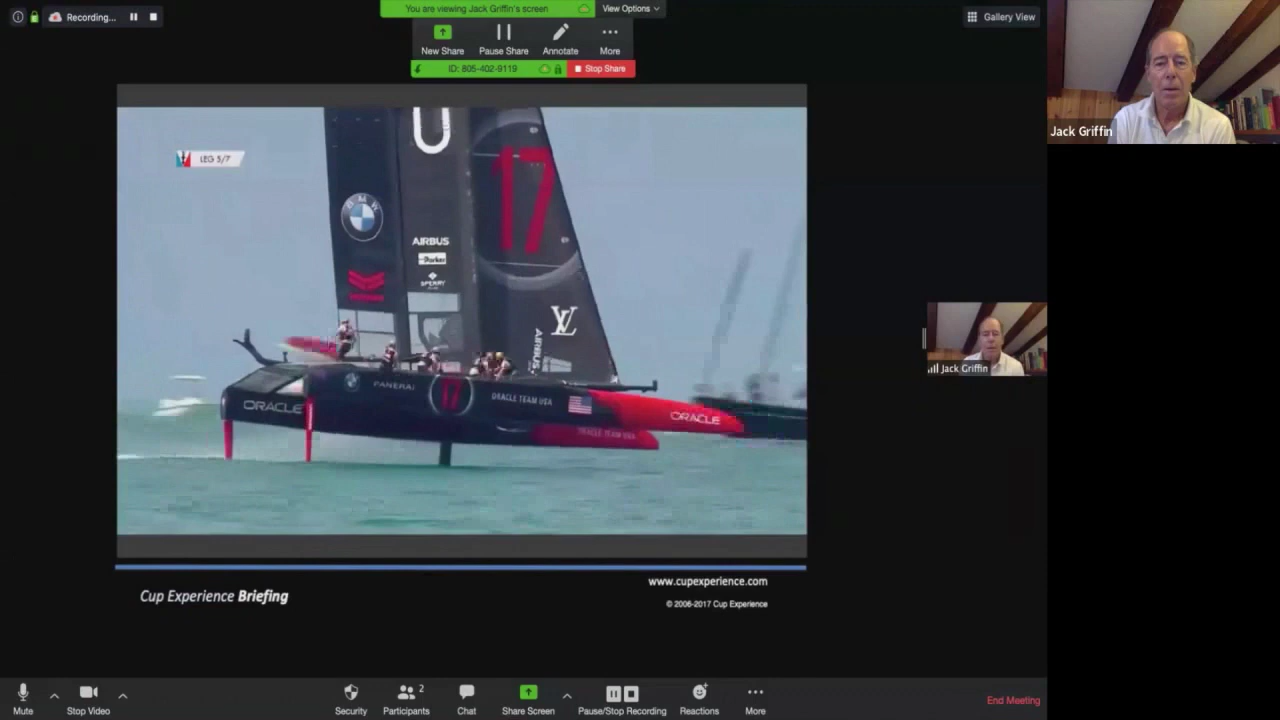 Recording...
You are viewing Jack Griffin's screen
View Options
Gallery View
New Share
Pause Share
Annotate
More
ID: 805-402-9119
Stop Share
Jack Griffin
U
17
LEG 5/7
BMW
AIRBUS
Parker
SPERRY
LV
AIRBUS
Jack Griffin
ORACLE
PANERAI
17
ORACLE TEAM USA
ORACLE
ORACLE TEAM USA
www.cupexperience.com
Cup Experience Briefing
© 2006-2017 Cup Experience
Mute
Stop Video
Security
Participants
2
Chat
Share Screen
Pause/Stop Recording
Reactions
More
End Meeting